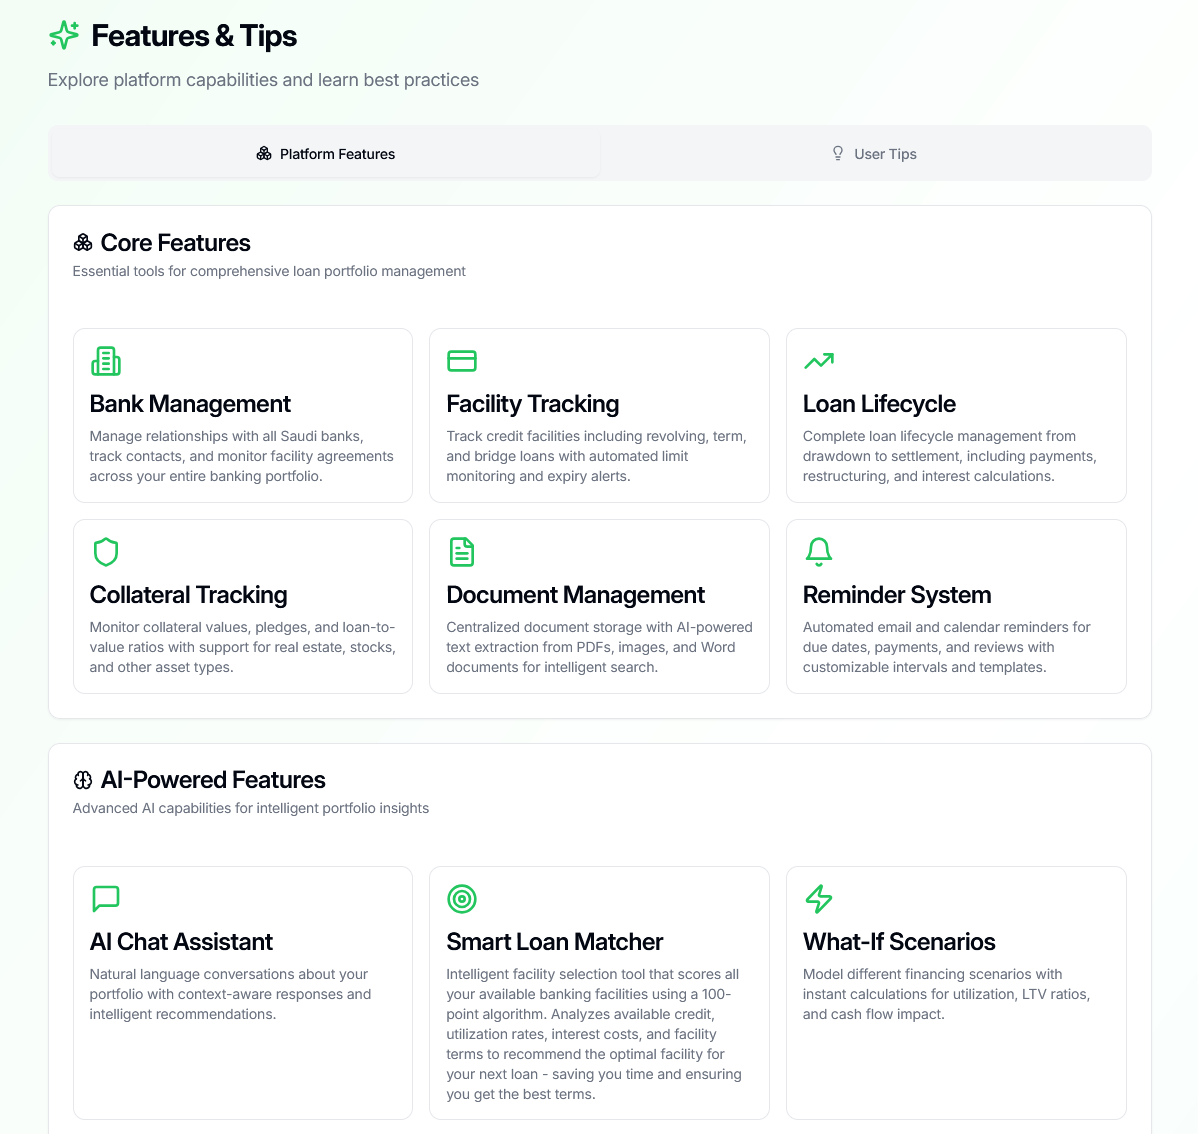 Features & Tips
Explore platform capabilities and learn best practices
Platform Features
User Tips
Core Features
Essential tools for comprehensive loan portfolio management
Bank Management
Manage relationships with all Saudi banks,
track contacts, and monitor facility agreements
across your entire banking portfolio.
Facility Tracking
Track credit facilities including revolving, term,
and bridge loans with automated limit
monitoring and expiry alerts.
Loan Lifecycle
Complete loan lifecycle management from
drawdown to settlement, including payments,
restructuring, and interest calculations.
Collateral Tracking
Monitor collateral values, pledges, and loan-to-
value ratios with support for real estate, stocks,
and other asset types.
Document Management
Centralized document storage with AI-powered
text extraction from PDFs, images, and Word
documents for intelligent search.
Reminder System
Automated email and calendar reminders for
due dates, payments, and reviews with
customizable intervals and templates.
AI-Powered Features
Advanced AI capabilities for intelligent portfolio insights
AI Chat Assistant
Natural language conversations about your
portfolio with context-aware responses and
intelligent recommendations.
Smart Loan Matcher
Intelligent facility selection tool that scores all
your available banking facilities using a 100-
point algorithm. Analyzes available credit,
utilization rates, interest costs, and facility
terms to recommend the optimal facility for
your next loan - saving you time and ensuring
you get the best terms.
What-If Scenarios
Model different financing scenarios with
instant calculations for utilization, LTV ratios,
and cash flow impact.